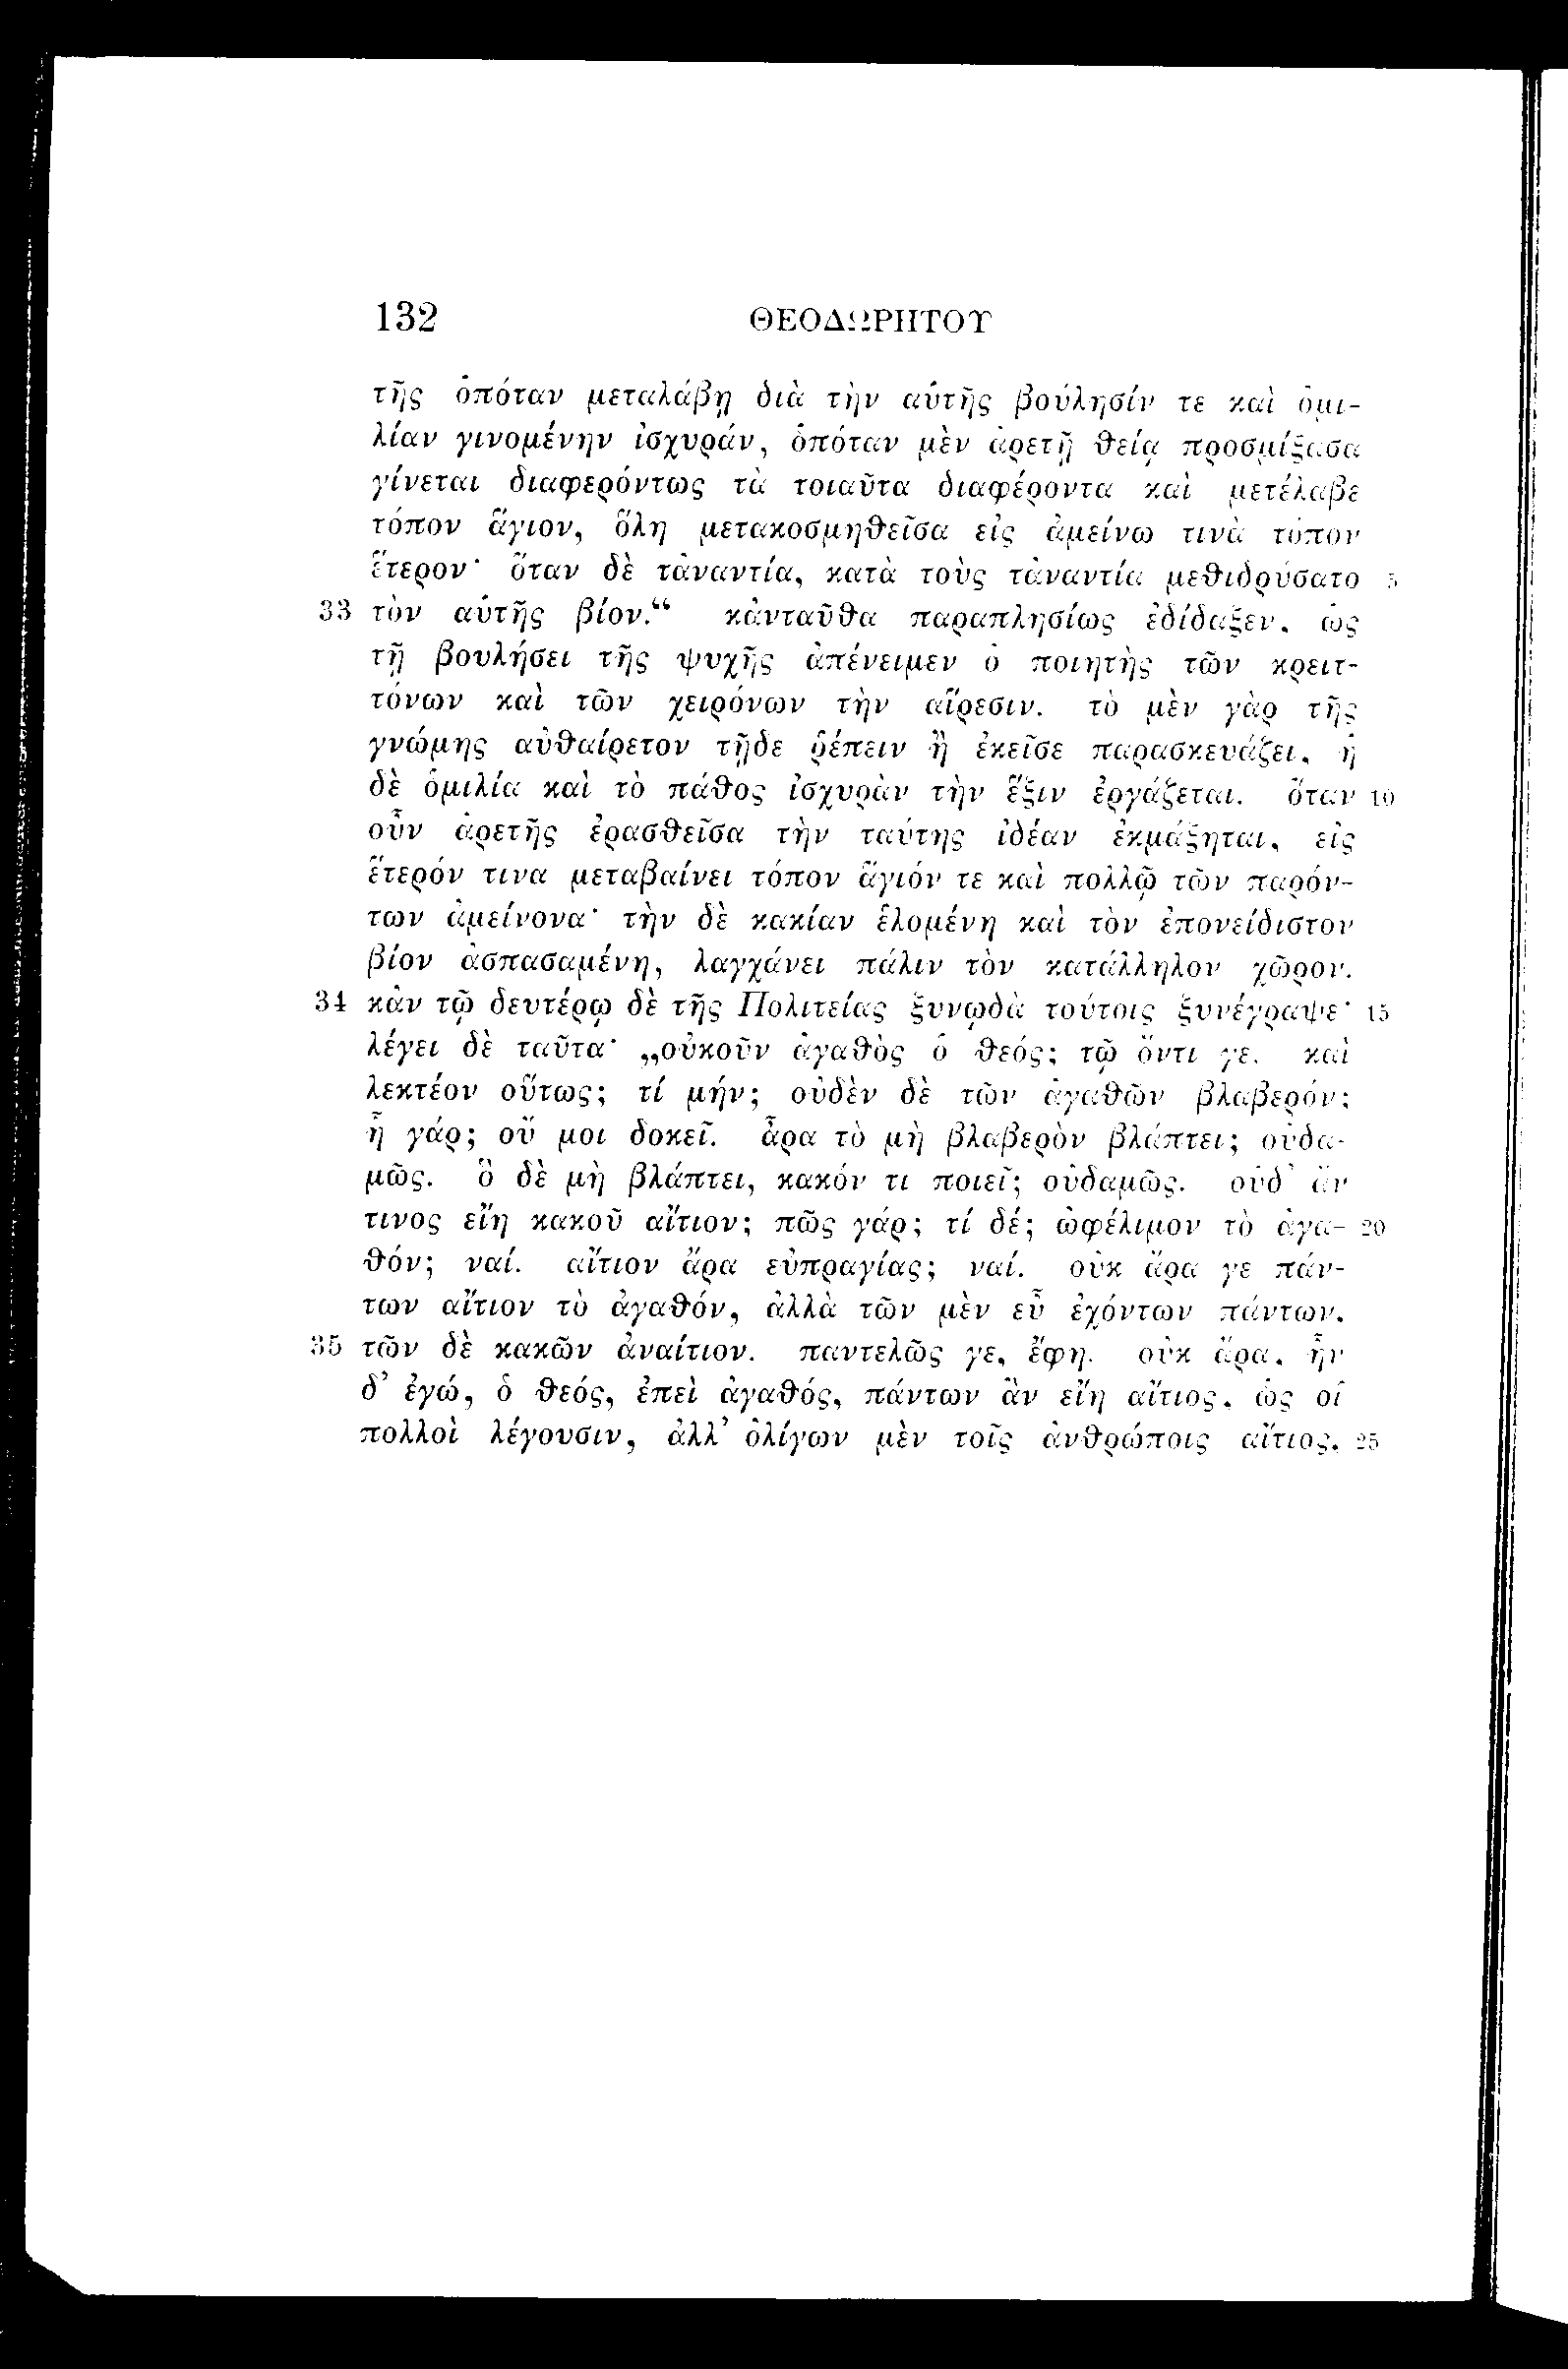 132 ΘΕΟΔΩΡΗΤΟΥ
τῆς ὁπόταν μεταλάβῃ διὰ τὴν αὑτῆς βούλησίν τε καὶ ὁμι-
λίαν γινομένην ἰσχυράν, ὁπόταν μὲν ἀρετῇ θείᾳ προσμίξασα
γίνεται διαφερόντως τὰ τοιαῦτα διαφέροντα καὶ μετέλαβε
τόπον ἅγιον, ὅλη μετακοσμηθεῖσα εἰς ἀμείνω τινὰ τόπον
ἕτερον· ὅταν δὲ τἀναντία, κατὰ τοὺς τἀναντία μεθιδρύσατο 5
33 τὸν αὑτῆς βίον.“ κἀνταῦθα παραπλησίως ἐδίδαξεν, ὡς
τῇ βουλήσει τῆς ψυχῆς ἀπένειμεν ὁ ποιητὴς τῶν κρειτ-
τόνων καὶ τῶν χειρόνων τὴν αἵρεσιν. τὸ μὲν γὰρ τῆς
γνώμης αὐθαίρετον τῇδε ῥέπειν ἢ ἐκεῖσε παρασκευάζει, ἡ
δὲ ὁμιλία καὶ τὸ πάθος ἰσχυρὰν τὴν ἕξιν ἐργάζεται. ὅταν 10
οὖν ἀρετῆς ἐρασθεῖσα τὴν ταύτης ἰδέαν ἐκμάξηται, εἰς
ἕτερόν τινα μεταβαίνει τόπον ἅγιόν τε καὶ πολλῷ τῶν παρόν-
των ἀμείνονα· τὴν δὲ κακίαν ἑλομένη καὶ τὸν ἐπονείδιστον
βίον ἀσπασαμένη, λαγχάνει πάλιν τὸν κατάλληλον χῶρον.
34 κἀν τῷ δευτέρῳ δὲ τῆς Πολιτείας ξυνῳδὰ τούτοις ξυνέγραψε· 15
λέγει δὲ ταῦτα· „οὐκοῦν ἀγαθὸς ὁ θεός; τῷ ὄντι γε. καὶ
λεκτέον οὕτως; τί μήν; οὐδὲν δὲ τῶν ἀγαθῶν βλαβερόν;
ἦ γάρ; οὔ μοι δοκεῖ. ἆρα τὸ μὴ βλαβερὸν βλάπτει; οὐδα-
μῶς. ὃ δὲ μὴ βλάπτει, κακόν τι ποιεῖ; οὐδαμῶς. οὐδ’ ἄν
τινος εἴη κακοῦ αἴτιον; πῶς γάρ; τί δέ; ὠφέλιμον τὸ ἀγα- 20
θόν; ναί. αἴτιον ἄρα εὐπραγίας; ναί. οὐκ ἄρα γε πάν-
των αἴτιον τὸ ἀγαθόν, ἀλλὰ τῶν μὲν εὖ ἐχόντων πάντων,
35 τῶν δὲ κακῶν ἀναίτιον. παντελῶς γε, ἔφη. οὐκ ἄρα, ἦν
δ’ ἐγώ, ὁ θεός, ἐπεὶ ἀγαθός, πάντων ἂν εἴη αἴτιος, ὡς οἱ
πολλοὶ λέγουσιν, ἀλλ’ ὀλίγων μὲν τοῖς ἀνθρώποις αἴτιος, 25